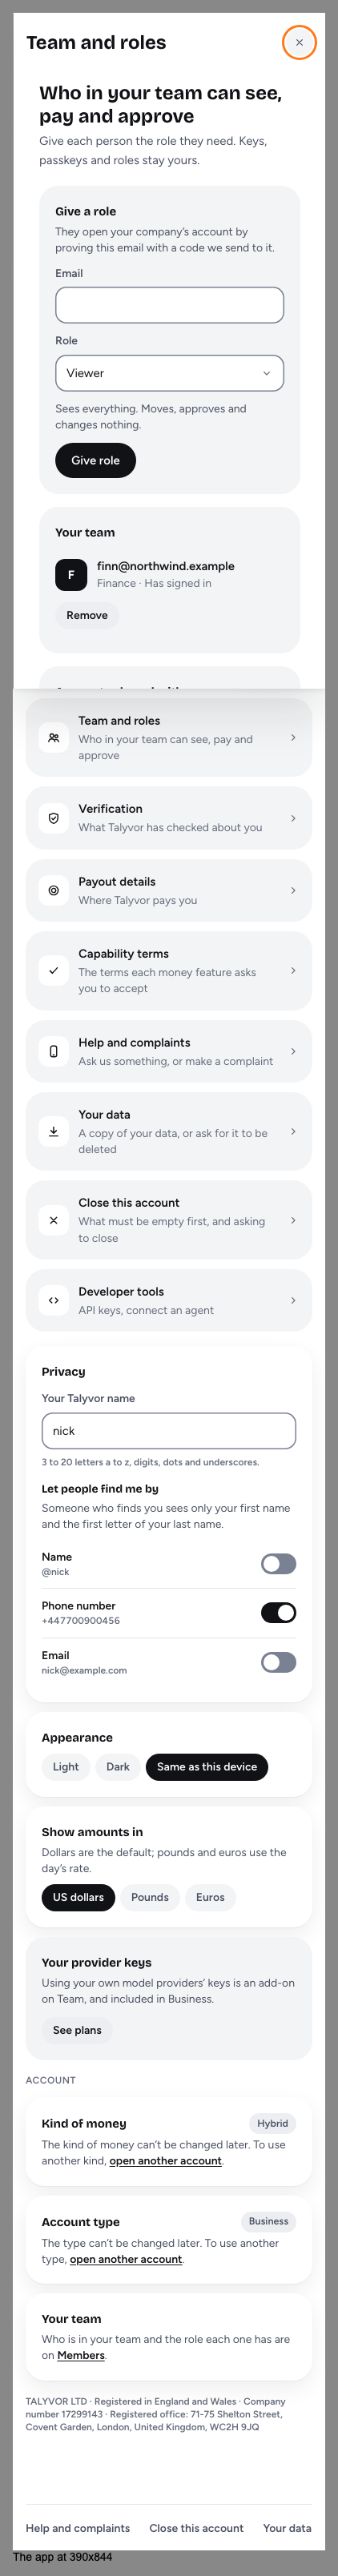 Team and roles
Who in your team can see,
pay and approve
Give each person the role they need. Keys,
passkeys and roles stay yours.
Give a role
They open your company's account by
proving this email with a code we send to it.
Email
Role
Viewer
Sees everything. Moves, approves and
changes nothing.
Give role
Your team
F
finn@northwind.example
Finance · Has signed in
Remove
Team and roles
Who in your team can see, pay and
approve
Verification
What Talyvor has checked about you
Payout details
Where Talyvor pays you
Capability terms
The terms each money feature asks
you to accept
Help and complaints
Ask us something, or make a complaint
Your data
A copy of your data, or ask for it to be
deleted
Close this account
What must be empty first, and asking
to close
Developer tools
API keys, connect an agent
Privacy
Your Talyvor name
nick
3 to 20 letters a to z, digits, dots and underscores.
Let people find me by
Someone who finds you sees only your first name
and the first letter of your last name.
Name
@nick
Phone number
+447700900456
Email
nick@example.com
Appearance
Light
Dark
Same as this device
Show amounts in
Dollars are the default; pounds and euros use the
day's rate.
US dollars
Pounds
Euros
Your provider keys
Using your own model providers' keys is an add-on
on Team, and included in Business.
See plans
ACCOUNT
Kind of money
Hybrid
The kind of money can't be changed later. To use
another kind, open another account.
Account type
Business
The type can't be changed later. To use another
type, open another account.
Your team
Who is in your team and the role each one has are
on Members.
TALYVOR LTD · Registered in England and Wales · Company
number 17299143 · Registered office: 71-75 Shelton Street,
Covent Garden, London, United Kingdom, WC2H 9JQ
Help and complaints
Close this account
Your data
The app at 390x844